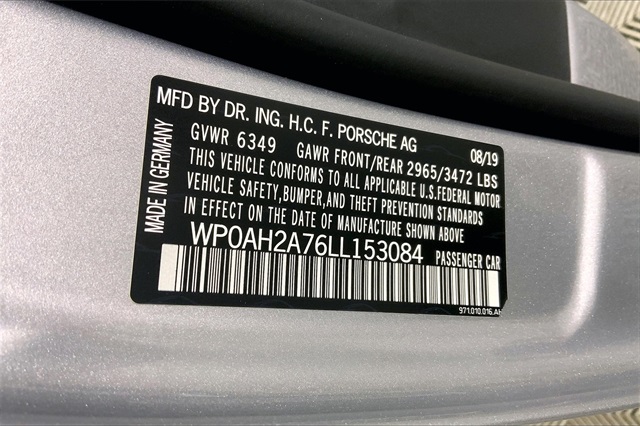 MFD BY DR. ING. H.C. F. PORSCHE AG 08/19
GVWR 6349 GAWR FRONT/REAR 2965/3472 LBS
THIS VEHICLE CONFORMS TO ALL APPLICABLE U.S.FEDERAL MOTOR
VEHICLE SAFETY,BUMPER,AND THEFT PREVENTION STANDARDS
IN EFFECT ON THE DATE OF MANUFACTURE SHOWN ABOVE
WP0AH2A76LL153084 PASSENGER CAR
MADE IN GERMANY
971.010.016.AH